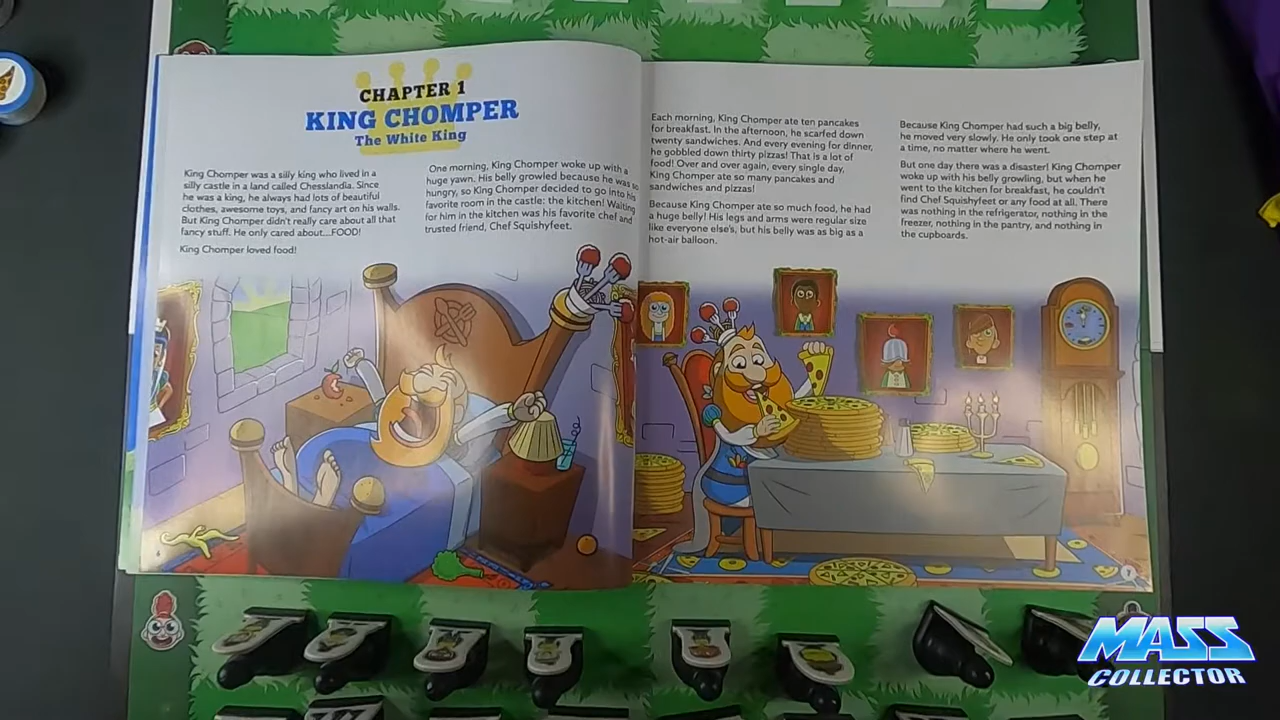 CHAPTER 1
KING CHOMPER
The White King
King Chomper was a silly king who lived in a
silly castle in a land called Chesslandia. Since
he was a king, he always had lots of beautiful
clothes, awesome toys, and fancy art on his walls.
But King Chomper didn't really care about all that
fancy stuff. He only cared about...FOOD!
King Chomper loved food!
One morning, King Chomper woke up with a
huge yawn. His belly growled because he was so
hungry, so King Chomper decided to go into his
favorite room in the castle: the kitchen! Waiting
for him in the kitchen was his favorite chef and
trusted friend, Chef Squishyfeet.
Each morning, King Chomper ate ten pancakes
for breakfast. In the afternoon, he scarfed down
twenty sandwiches. And every evening for dinner,
he gobbled down thirty pizzas! That is a lot of
food! Over and over again, every single day,
King Chomper ate so many pancakes and
sandwiches and pizzas!
Because King Chomper ate so much food, he had
a huge belly! His legs and arms were regular size
like everyone else's, but his belly was as big as a
hot-air balloon.
Because King Chomper had such a big belly,
he moved very slowly. He only took one step at
a time, no matter where he went.
But one day there was a disaster! King Chomper
woke up with his belly growling, but when he
went to the kitchen for breakfast, he couldn't
find Chef Squishyfeet or any food at all. There
was nothing in the refrigerator, nothing in the
freezer, nothing in the pantry, and nothing in
the cupboards.
MASS
COLLECTOR